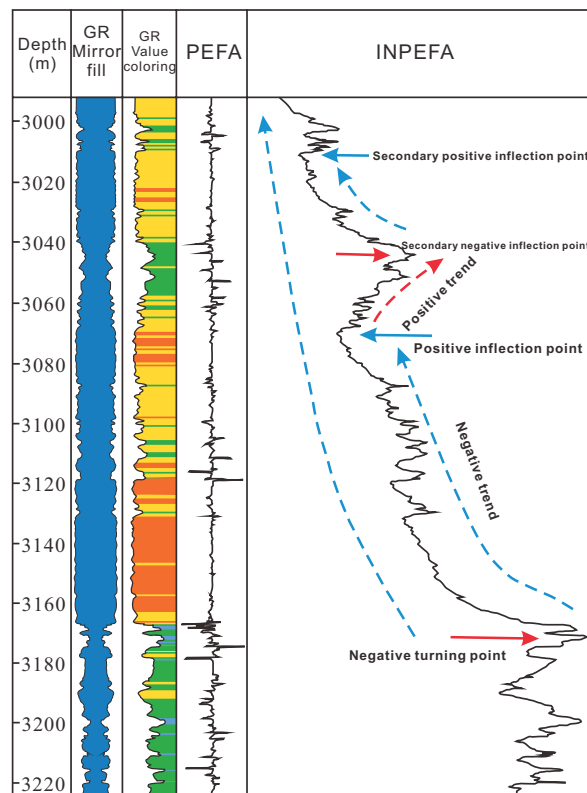 Depth
(m)
GR
Mirror
fill
GR
Value
coloring
PEFA
INPEFA
3000
3020
3040
3060
3080
3100
3120
3140
3160
3180
3200
3220
Secondary positive inflection point
Secondary negative inflection point
Positive trend
Positive inflection point
Negative trend
Negative turning point